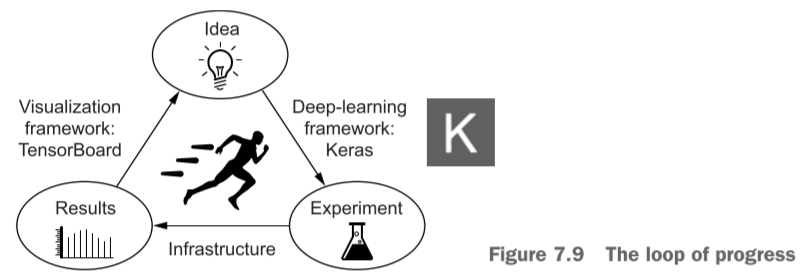 Idea
Visualization
framework:
TensorBoard
Deep-learning
framework:
Keras
K
Results
Experiment
Infrastructure
Figure 7.9 The loop of progress